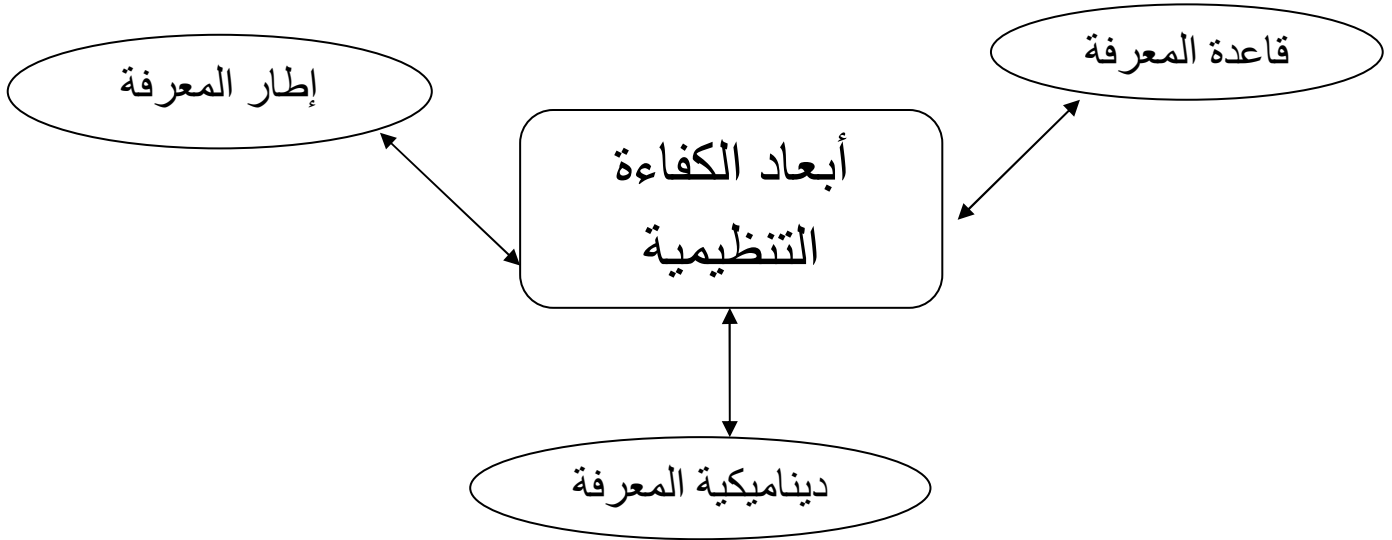 قاعدة المعرفة
إطار المعرفة
أبعاد الكفاءة
التنظيمية
ديناميكية المعرفة